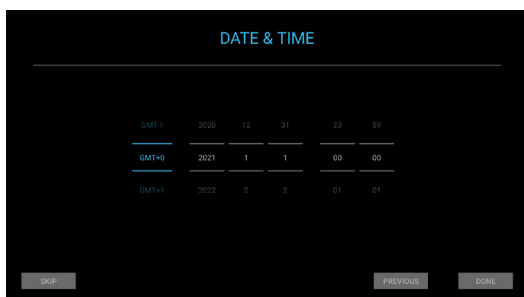 DATE & TIME
GMT-1 2020 12 31 23 59
GMT+0 2021 1 1 00 00
GMT+1 2022 2 2 01 01
SKIP PREVIOUS DONE